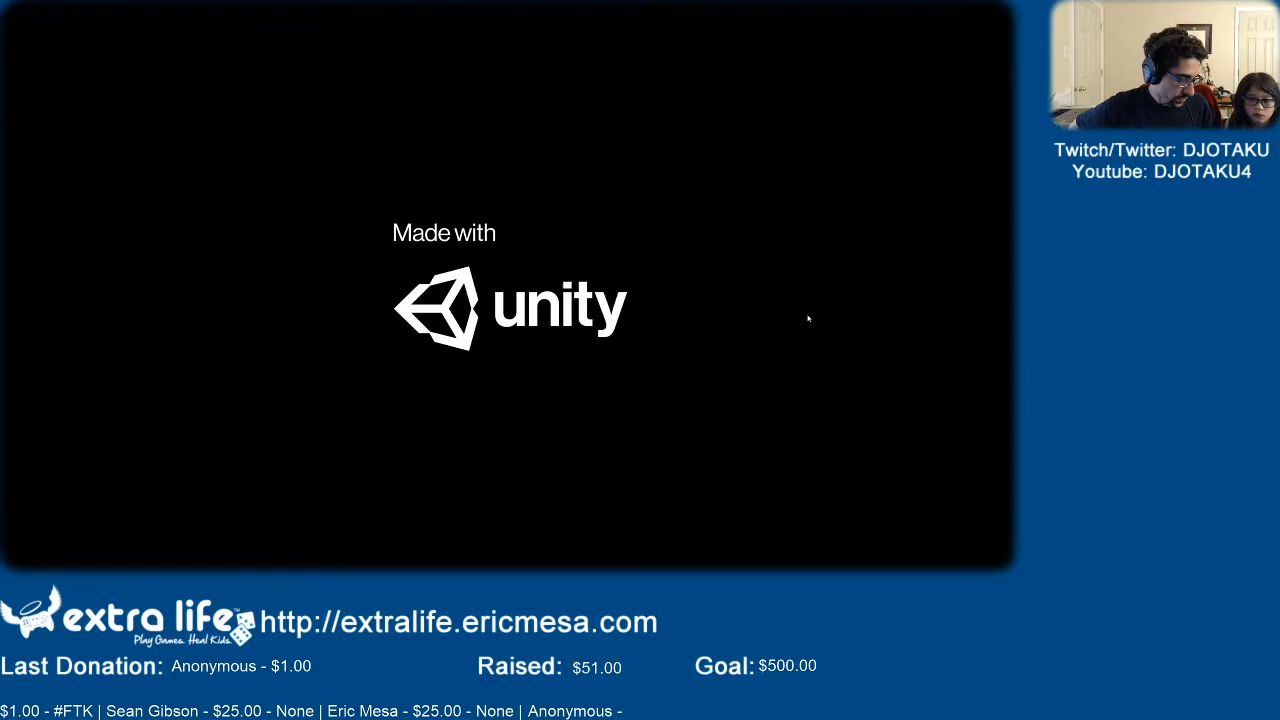 Made with
unity
Twitch/Twitter: DJOTAKU
Youtube: DJOTAKU4
extra life
Play Games. Heal Kids.
http://extralife.ericmesa.com
Last Donation: Anonymous - $1.00 Raised: $51.00 Goal: $500.00
$1.00 - #FTK | Sean Gibson - $25.00 - None | Eric Mesa - $25.00 - None | Anonymous -